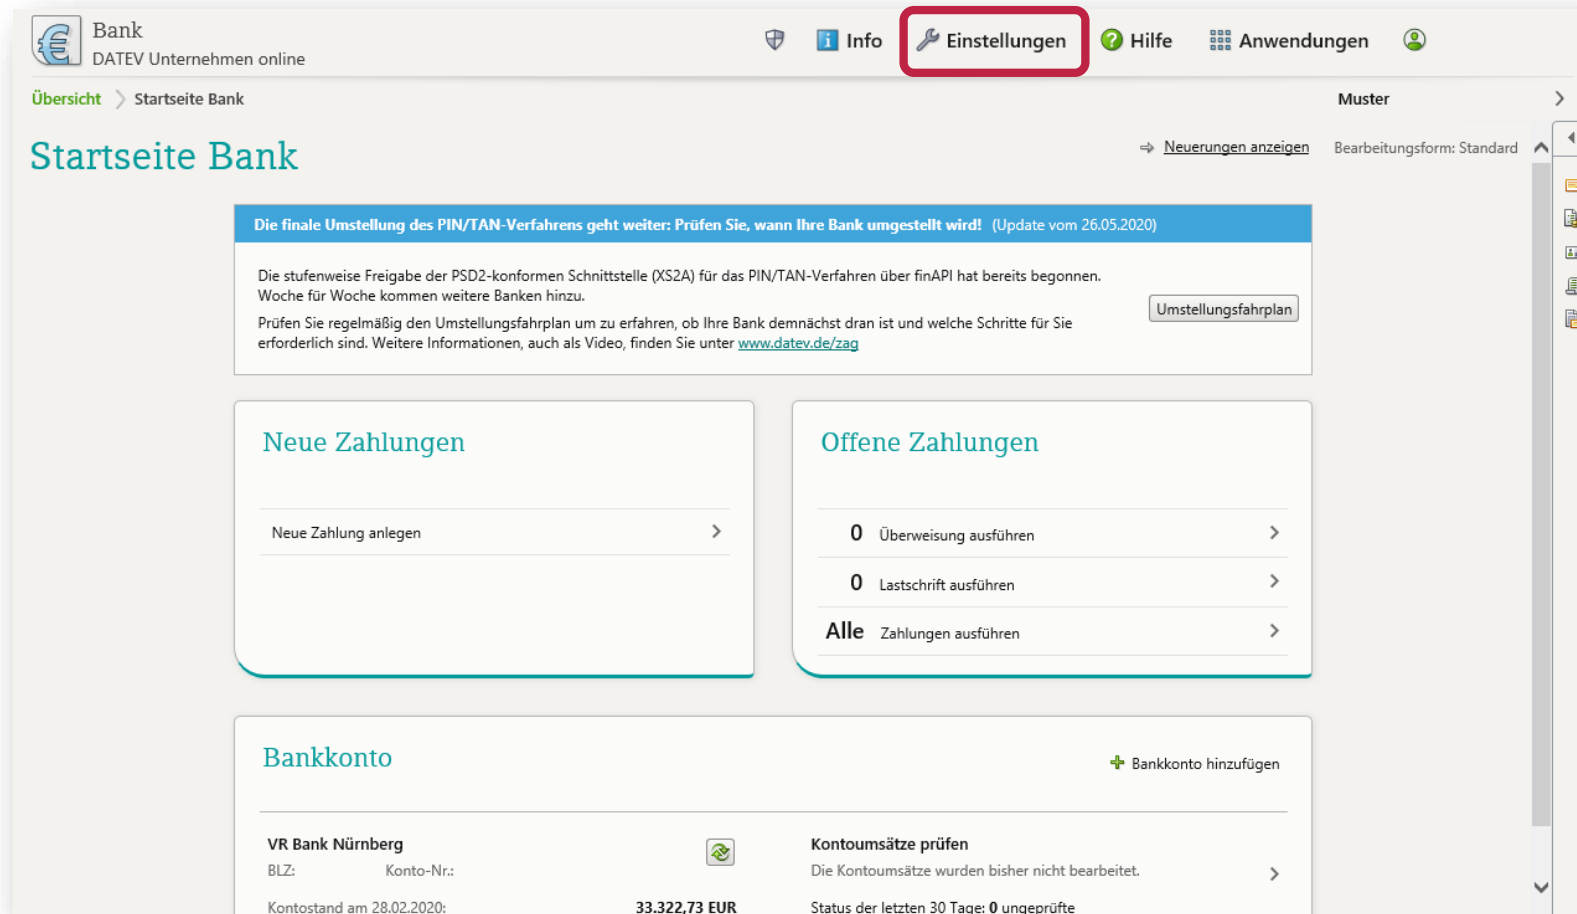 Bank
DATEV Unternehmen online
Info
Einstellungen
Hilfe
Anwendungen
Übersicht
Startseite Bank
Muster
Startseite Bank
Neuerungen anzeigen
Bearbeitungsform: Standard
Die finale Umstellung des PIN/TAN-Verfahrens geht weiter: Prüfen Sie, wann Ihre Bank umgestellt wird! (Update vom 26.05.2020)
Die stufenweise Freigabe der PSD2-konformen Schnittstelle (XS2A) für das PIN/TAN-Verfahren über finAPI hat bereits begonnen.
Woche für Woche kommen weitere Banken hinzu.
Umstellungsfahrplan
Prüfen Sie regelmäßig den Umstellungsfahrplan um zu erfahren, ob Ihre Bank demnächst dran ist und welche Schritte für Sie
erforderlich sind. Weitere Informationen, auch als Video, finden Sie unter www.datev.de/zag
Neue Zahlungen
Neue Zahlung anlegen
Offene Zahlungen
0 Überweisung ausführen
0 Lastschrift ausführen
Alle Zahlungen ausführen
Bankkonto
Bankkonto hinzufügen
VR Bank Nürnberg
BLZ: Konto-Nr.:
Kontostand am 28.02.2020: 33.322,73 EUR
Kontoumsätze prüfen
Die Kontoumsätze wurden bisher nicht bearbeitet.
Status der letzten 30 Tage: 0 ungeprüfte